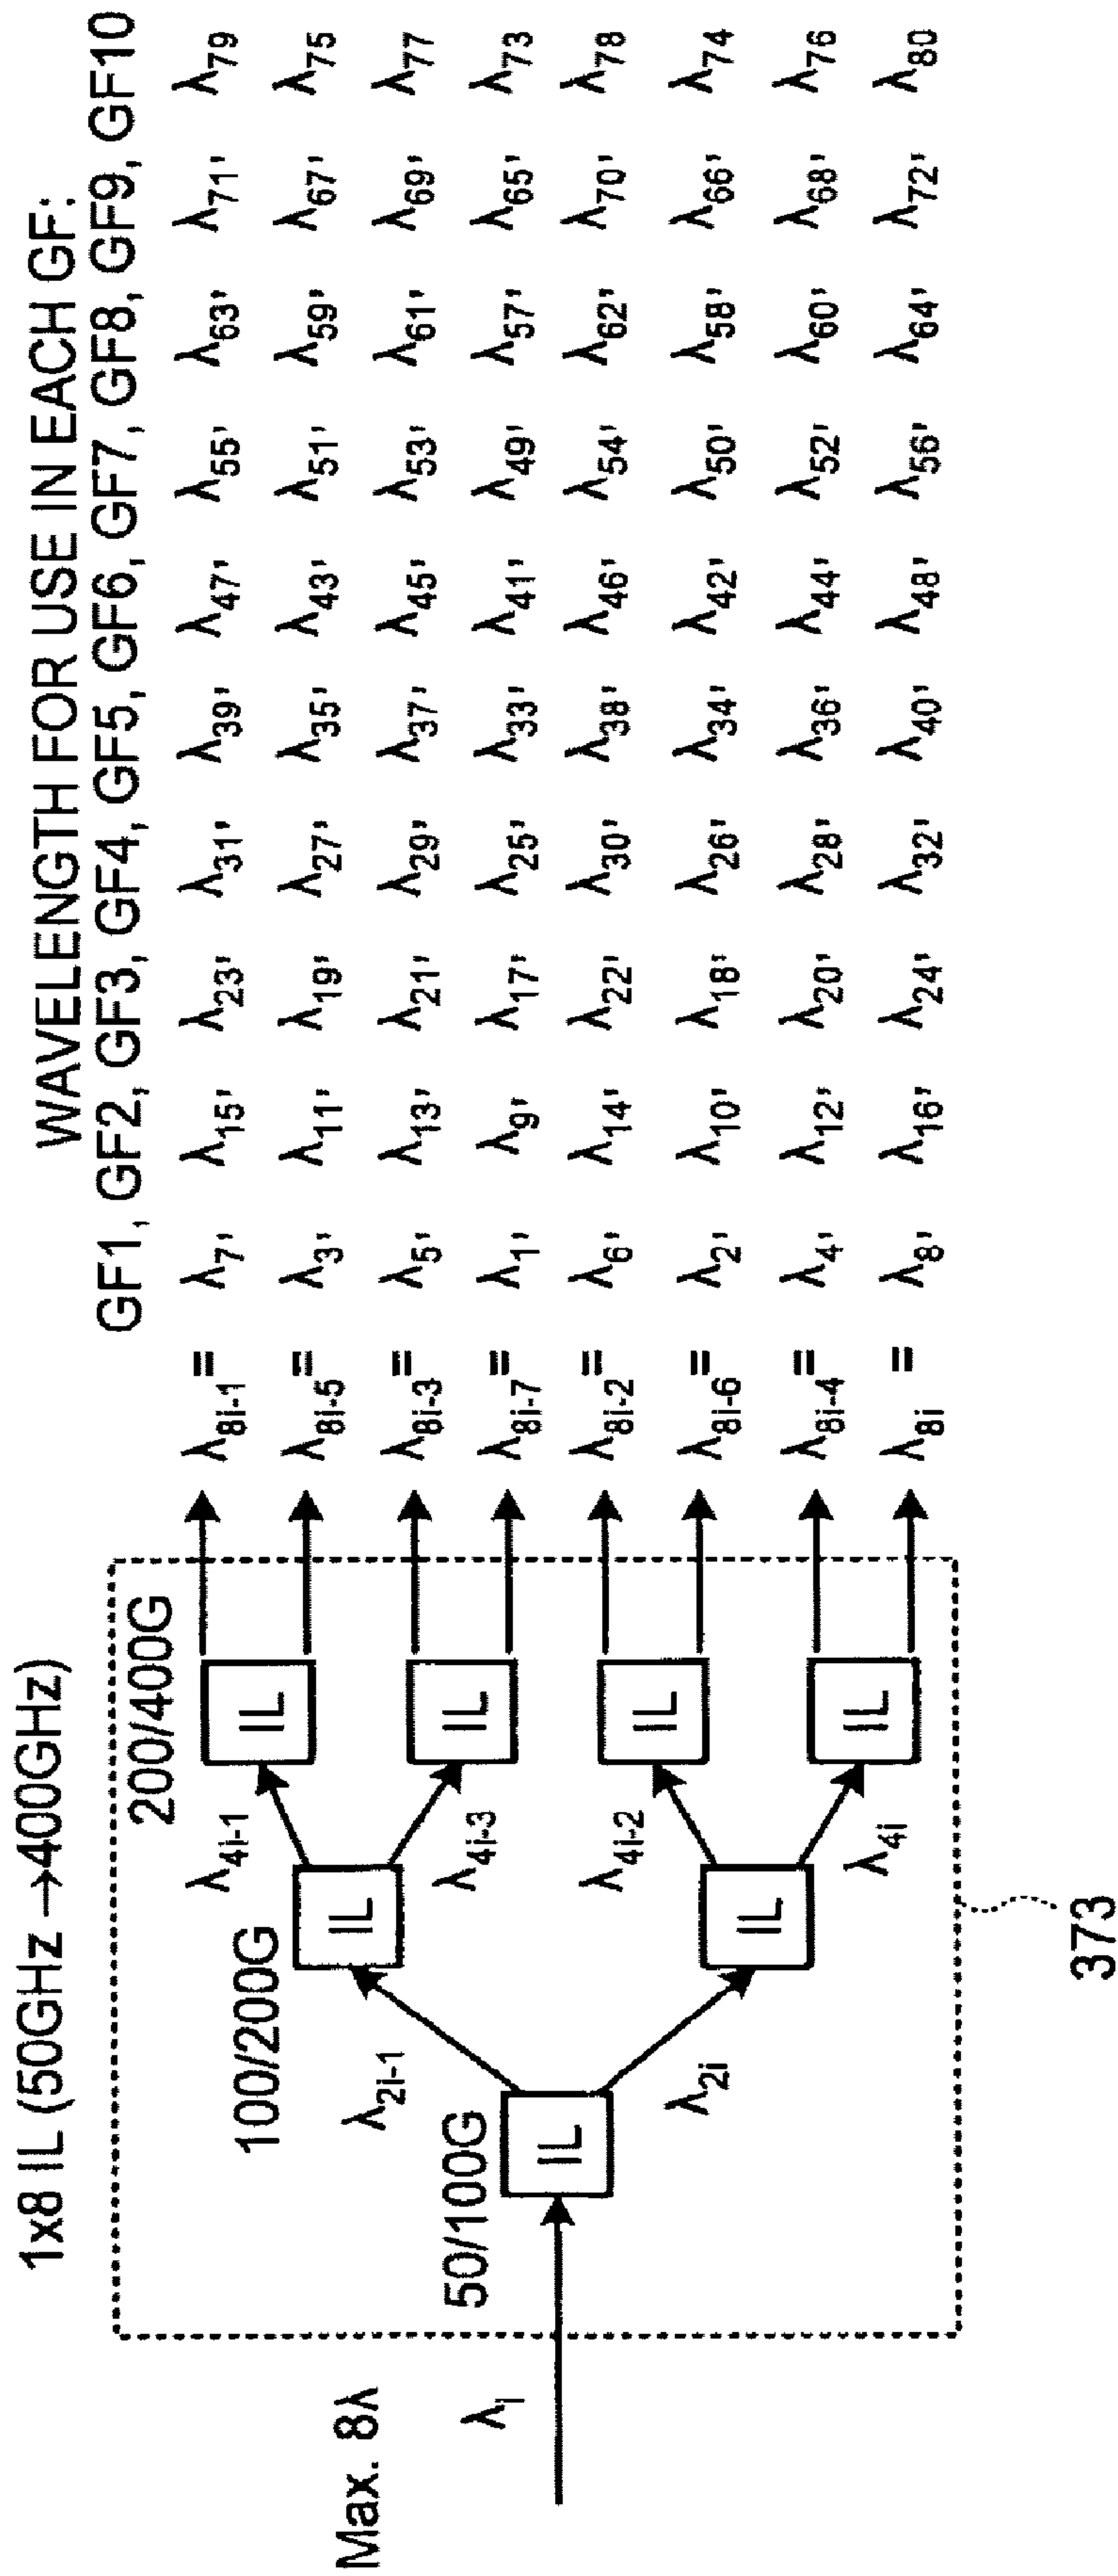 1x8 IL (50GHz →400GHz)
WAVELENGTH FOR USE IN EACH GF:
GF1, GF2, GF3, GF4, GF5, GF6, GF7, GF8, GF9, GF10
200/400G
100/200G
50/100G
Max. 8λ
λi
λ2i-1
λ2i
λ4i-1
λ4i-3
λ4i-2
λ4i
IL
IL
IL
IL
IL
IL
IL
λ8i-1 = λ7, λ15, λ23, λ31, λ39, λ47, λ55, λ63, λ71, λ79
λ8i-5 = λ3, λ11, λ19, λ27, λ35, λ43, λ51, λ59, λ67, λ75
λ8i-3 = λ5, λ13, λ21, λ29, λ37, λ45, λ53, λ61, λ69, λ77
λ8i-7 = λ1, λ9, λ17, λ25, λ33, λ41, λ49, λ57, λ65, λ73
λ8i-2 = λ6, λ14, λ22, λ30, λ38, λ46, λ54, λ62, λ70, λ78
λ8i-6 = λ2, λ10, λ18, λ26, λ34, λ42, λ50, λ58, λ66, λ74
λ8i-4 = λ4, λ12, λ20, λ28, λ36, λ44, λ52, λ60, λ68, λ76
λ8i = λ8, λ16, λ24, λ32, λ40, λ48, λ56, λ64, λ72, λ80
373